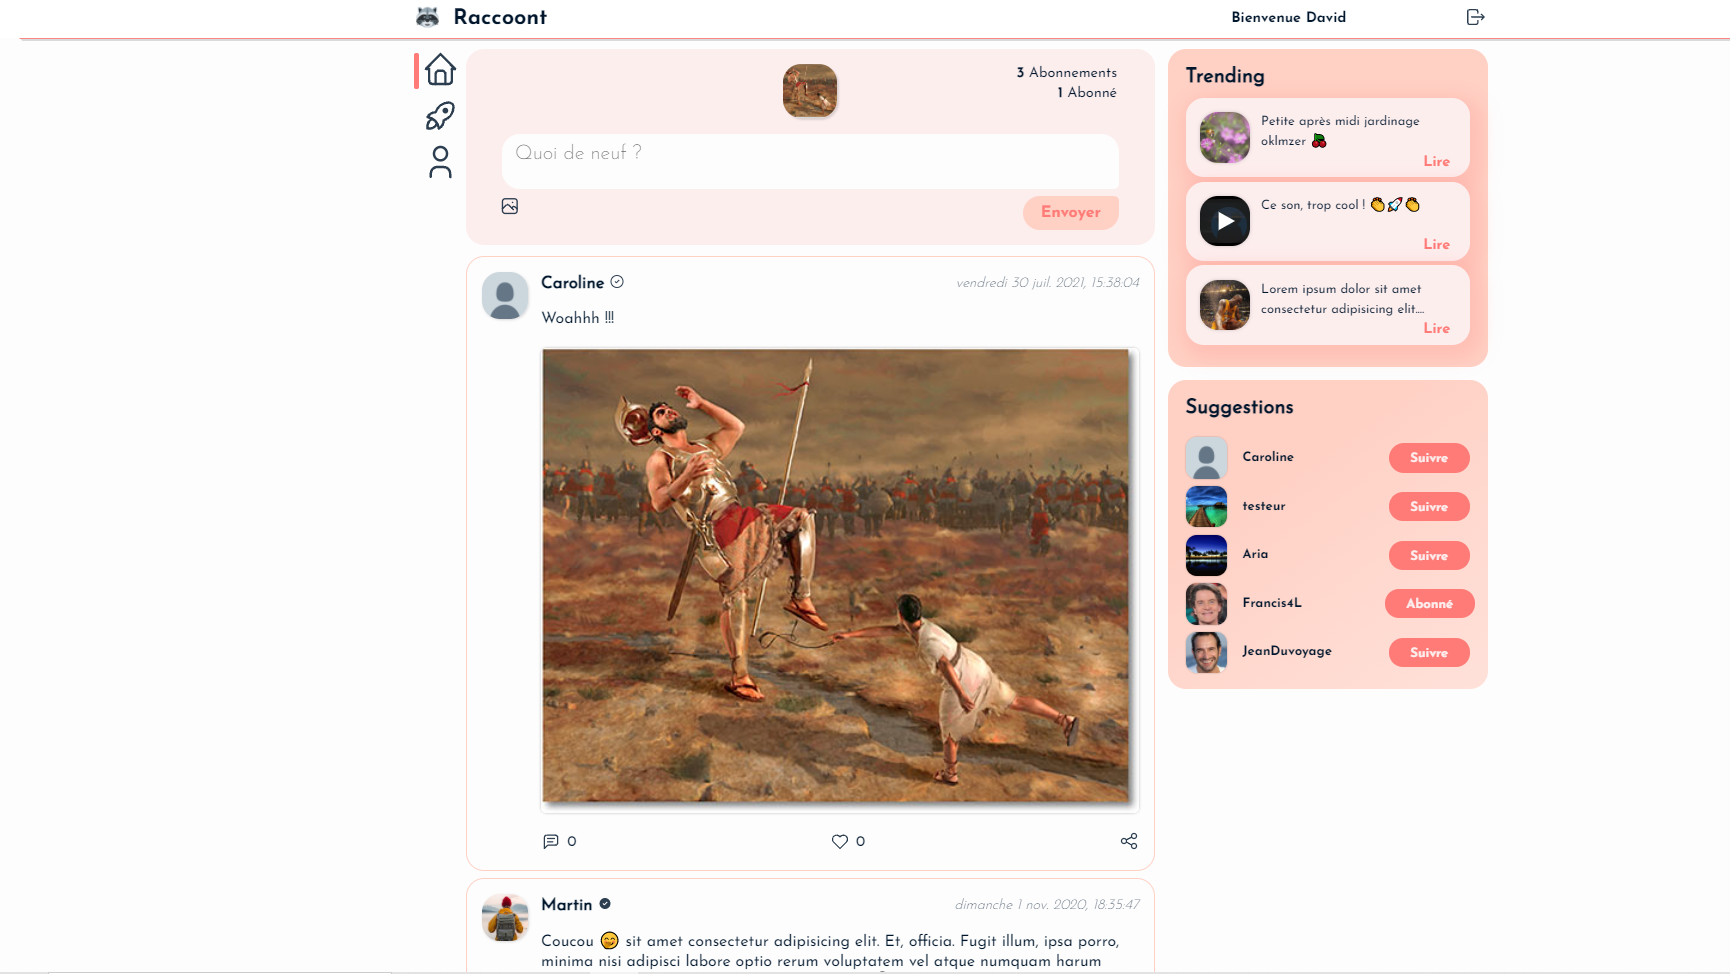 Raccoont
Bienvenue David
3 Abonnements
1 Abonné
Quoi de neuf ?
Envoyer
Caroline
vendredi 30 juil. 2021, 15:38:04
Woahhh !!!
0
0
Martin
dimanche 1 nov. 2020, 18:35:47
Coucou 😊 sit amet consectetur adipisicing elit. Et, officia. Fugit illum, ipsa porro,
minima nisi adipisci labore optio rerum voluptatem vel atque numquam harum
Trending
Petite après midi jardinage
oklmzer 🍒
Lire
Ce son, trop cool ! 👏🚀👏
Lire
Lorem ipsum dolor sit amet
consectetur adipisicing elit....
Lire
Suggestions
Caroline
Suivre
testeur
Suivre
Aria
Suivre
Francis4L
Abonné
JeanDuvoyage
Suivre